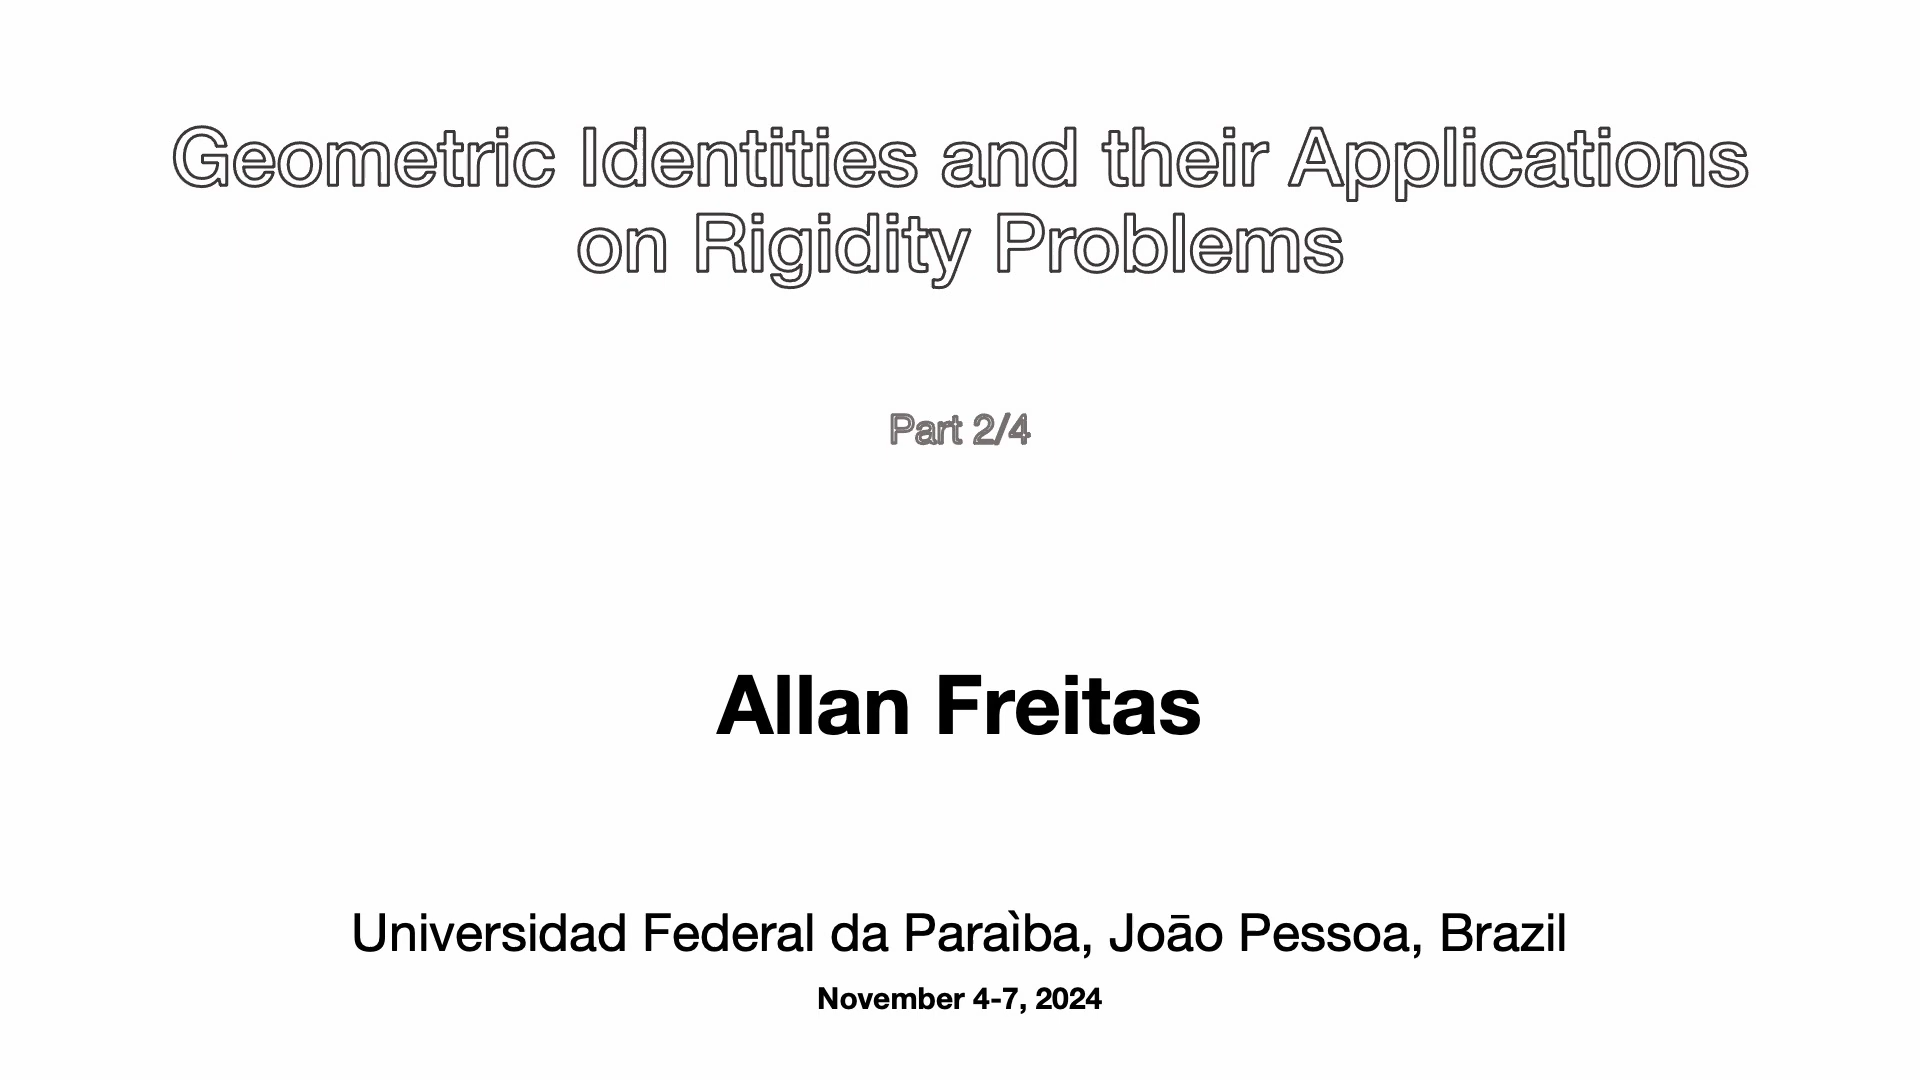 Geometric Identities and their Applications
on Rigidity Problems
Part 2/4
Allan Freitas
Universidad Federal da Paraìba, Joāo Pessoa, Brazil
November 4-7, 2024